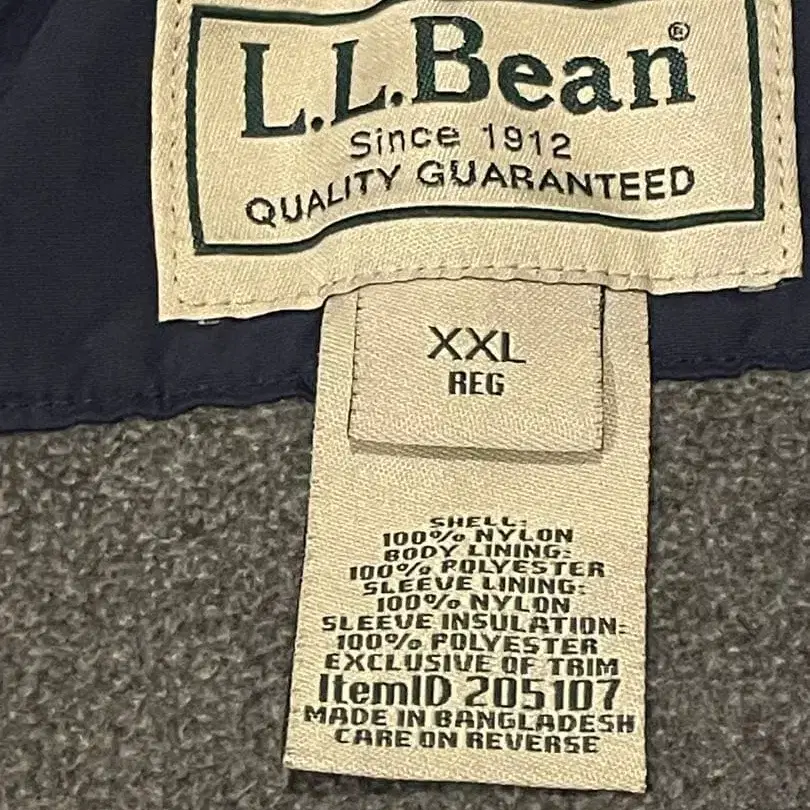 L.L.Bean®
Since 1912
QUALITY GUARANTEED
XXL
REG
SHELL:
100% NYLON
BODY LINING:
100% POLYESTER
SLEEVE LINING:
100% NYLON
SLEEVE INSULATION:
100% POLYESTER
EXCLUSIVE OF TRIM
ItemID 205107
MADE IN BANGLADESH
CARE ON REVERSE